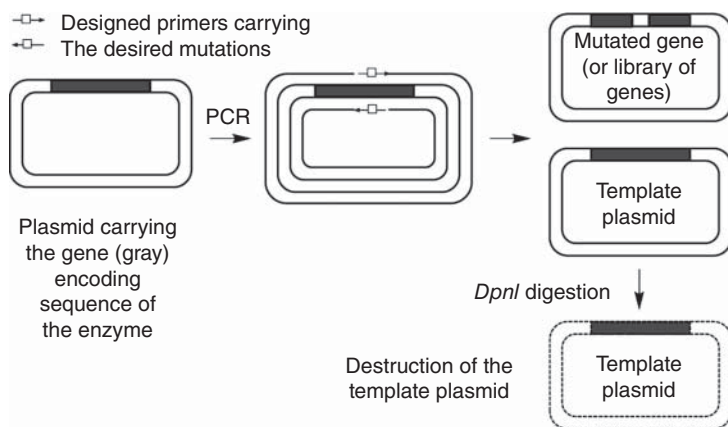 Designed primers carrying
The desired mutations
PCR
Plasmid carrying
the gene (gray)
encoding
sequence of
the enzyme
Mutated gene
(or library of
genes)
Template
plasmid
DpnI digestion
Destruction of the
template plasmid
Template
plasmid